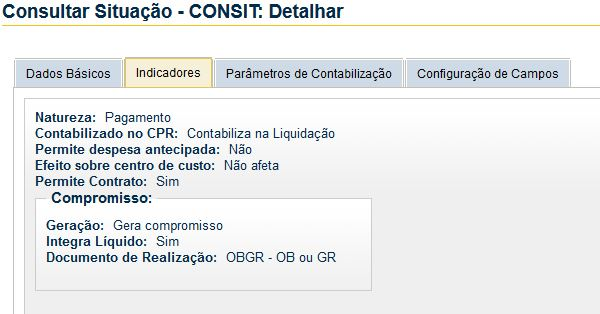 Consultar Situação - CONSIT: Detalhar
Dados Básicos Indicadores Parâmetros de Contabilização Configuração de Campos
Natureza: Pagamento
Contabilizado no CPR: Contabiliza na Liquidação
Permite despesa antecipada: Não
Efeito sobre centro de custo: Não afeta
Permite Contrato: Sim
Compromisso:
Geração: Gera compromisso
Integra Líquido: Sim
Documento de Realização: OBGR - OB ou GR